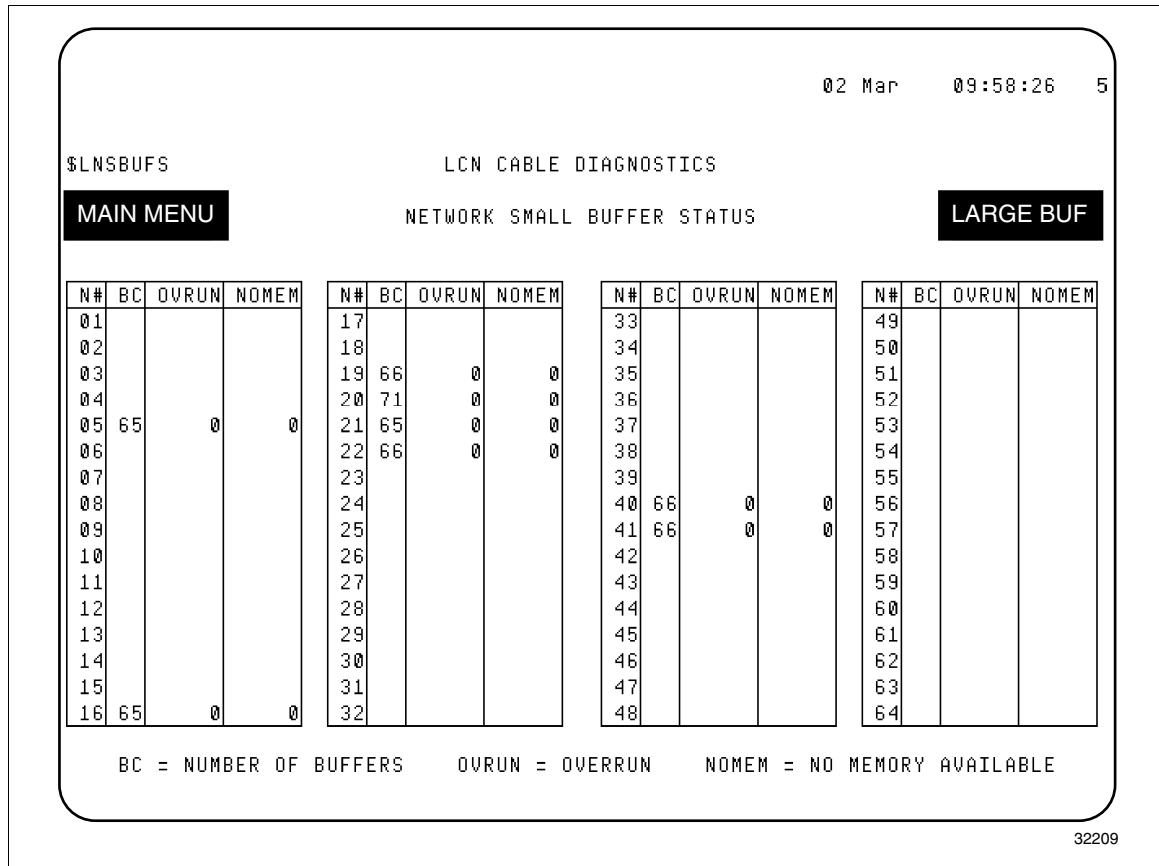 02 Mar 09:58:26 5
$LNSBUFS LCN CABLE DIAGNOSTICS
MAIN MENU NETWORK SMALL BUFFER STATUS LARGE BUF
N# BC OVRUN NOMEM N# BC OVRUN NOMEM N# BC OVRUN NOMEM N# BC OVRUN NOMEM
01 17 33 49
02 18 34 50
03 19 66 0 0 35 51
04 20 71 0 0 36 52
05 65 0 0 21 65 0 0 37 53
06 22 66 0 0 38 54
07 23 39 55
08 24 40 66 0 0 56
09 25 41 66 0 0 57
10 26 42 58
11 27 43 59
12 28 44 60
13 29 45 61
14 30 46 62
15 31 47 63
16 65 0 0 32 48 64
BC = NUMBER OF BUFFERS OVRUN = OVERRUN NOMEM = NO MEMORY AVAILABLE
32209